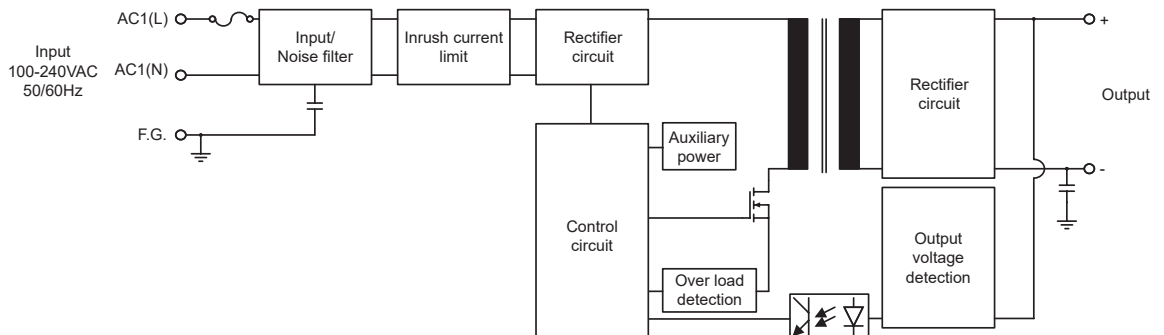 AC1(L)
Input
100-240VAC
50/60Hz
AC1(N)
F.G.
Input/
Noise filter
Inrush current
limit
Rectifier
circuit
Auxiliary
power
Control
circuit
Over load
detection
Rectifier
circuit
Output
voltage
detection
+
Output
-